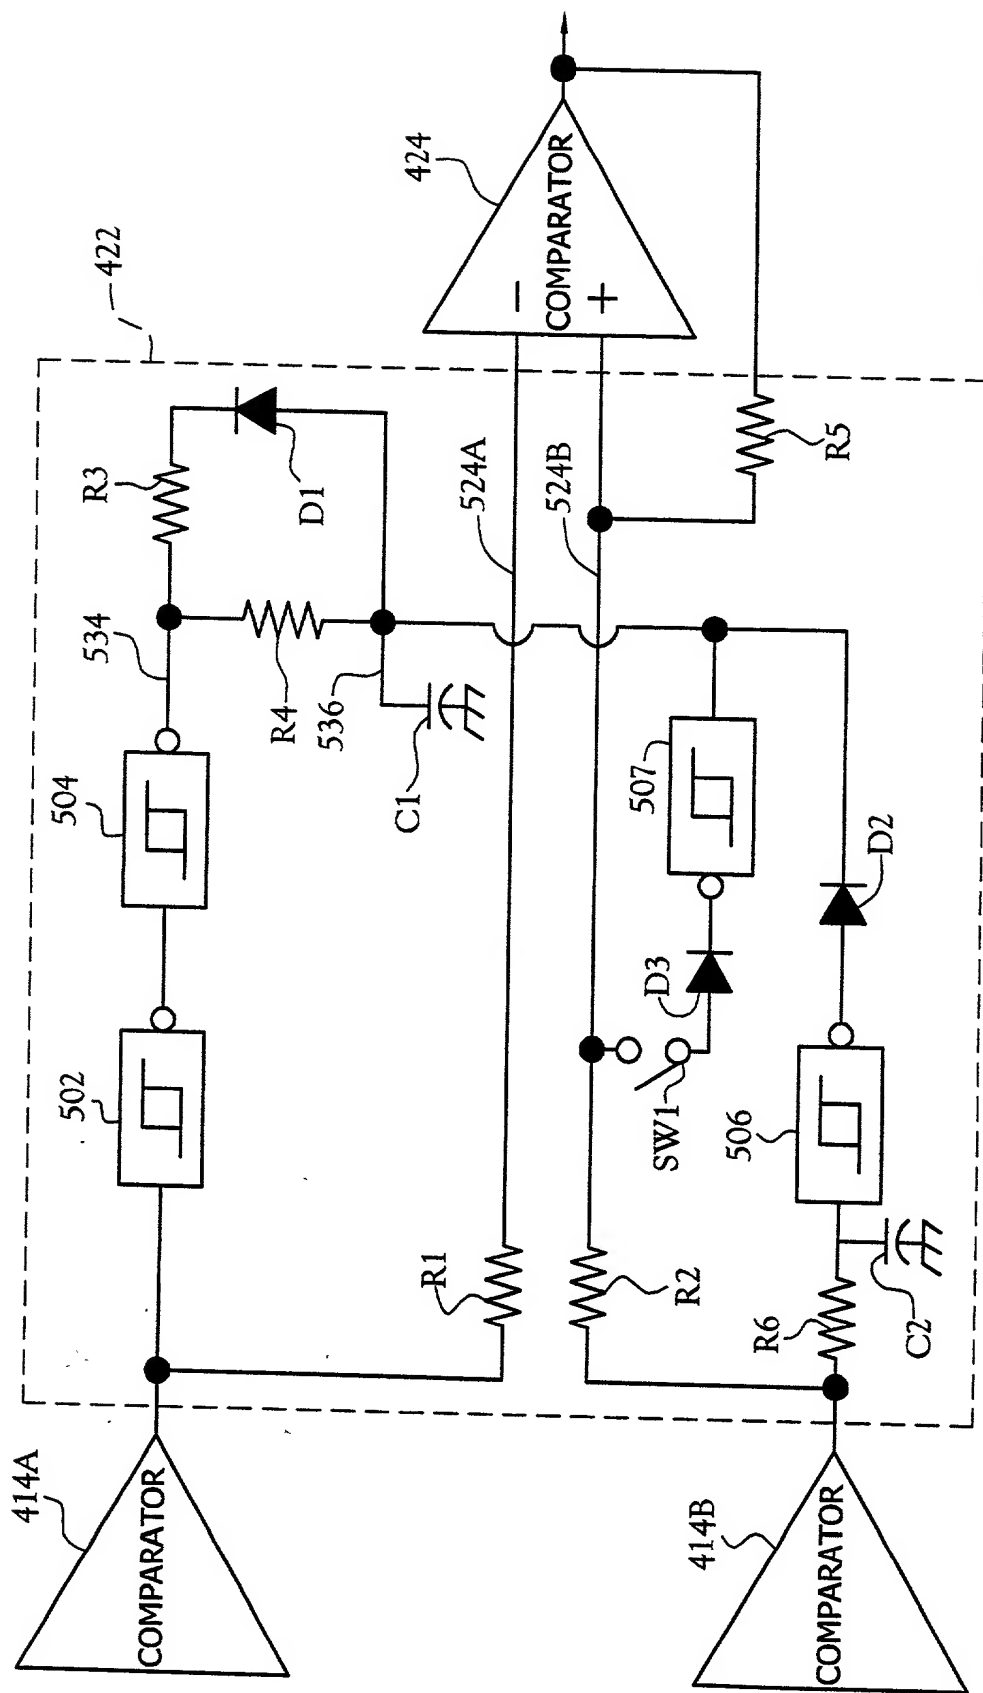 422
424
COMPARATOR
-
+
R3
D1
534
R4
536
C1
504
502
524A
524B
R5
507
D3
D2
SW1
506
R1
R2
R6
C2
414A
COMPARATOR
414B
COMPARATOR